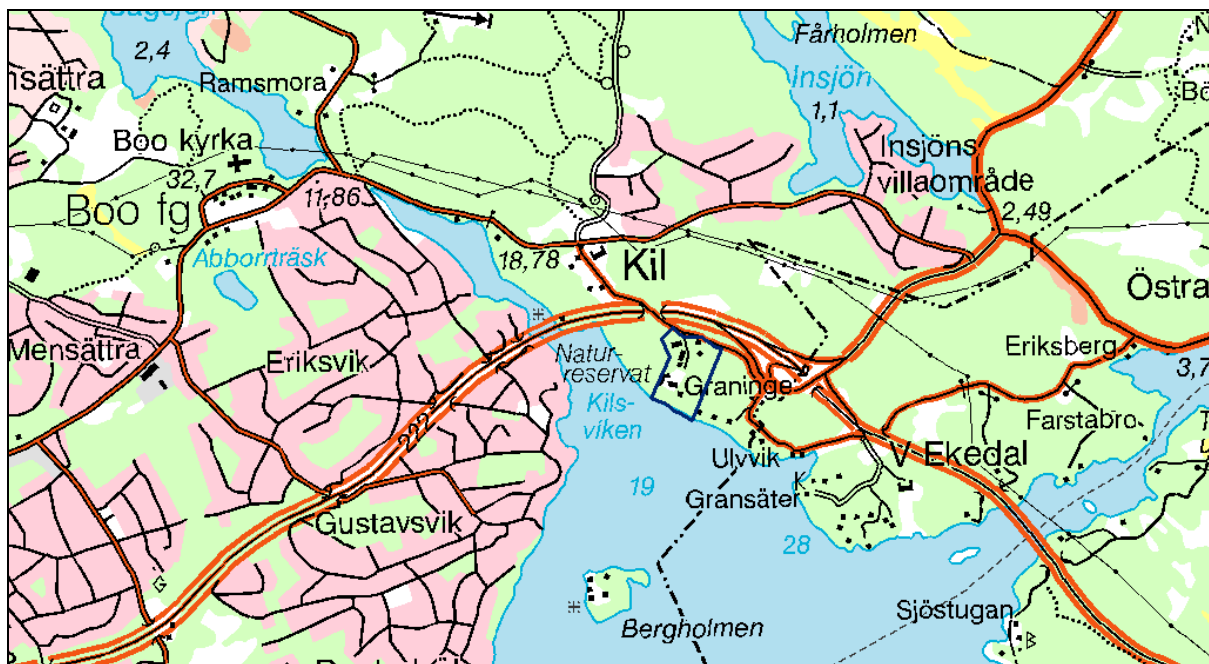 2,4
Fårholmen
nsättra
Ramsmora
Insjön
1,1
Boo kyrka
Insjöns
villaområde
32,7
11,86
Boo fg
2,49
Abborrträsk
18,78
Kil
Östra
Mensättra
Eriksvik
Natur-
reservat
Graninge
Eriksberg
3,7
Kils-
viken
Farstabro
222
Ulvvik
V Ekedal
K
19
Gransäter
Gustavsvik
28
G
Sjöstugan
Bergholmen
B